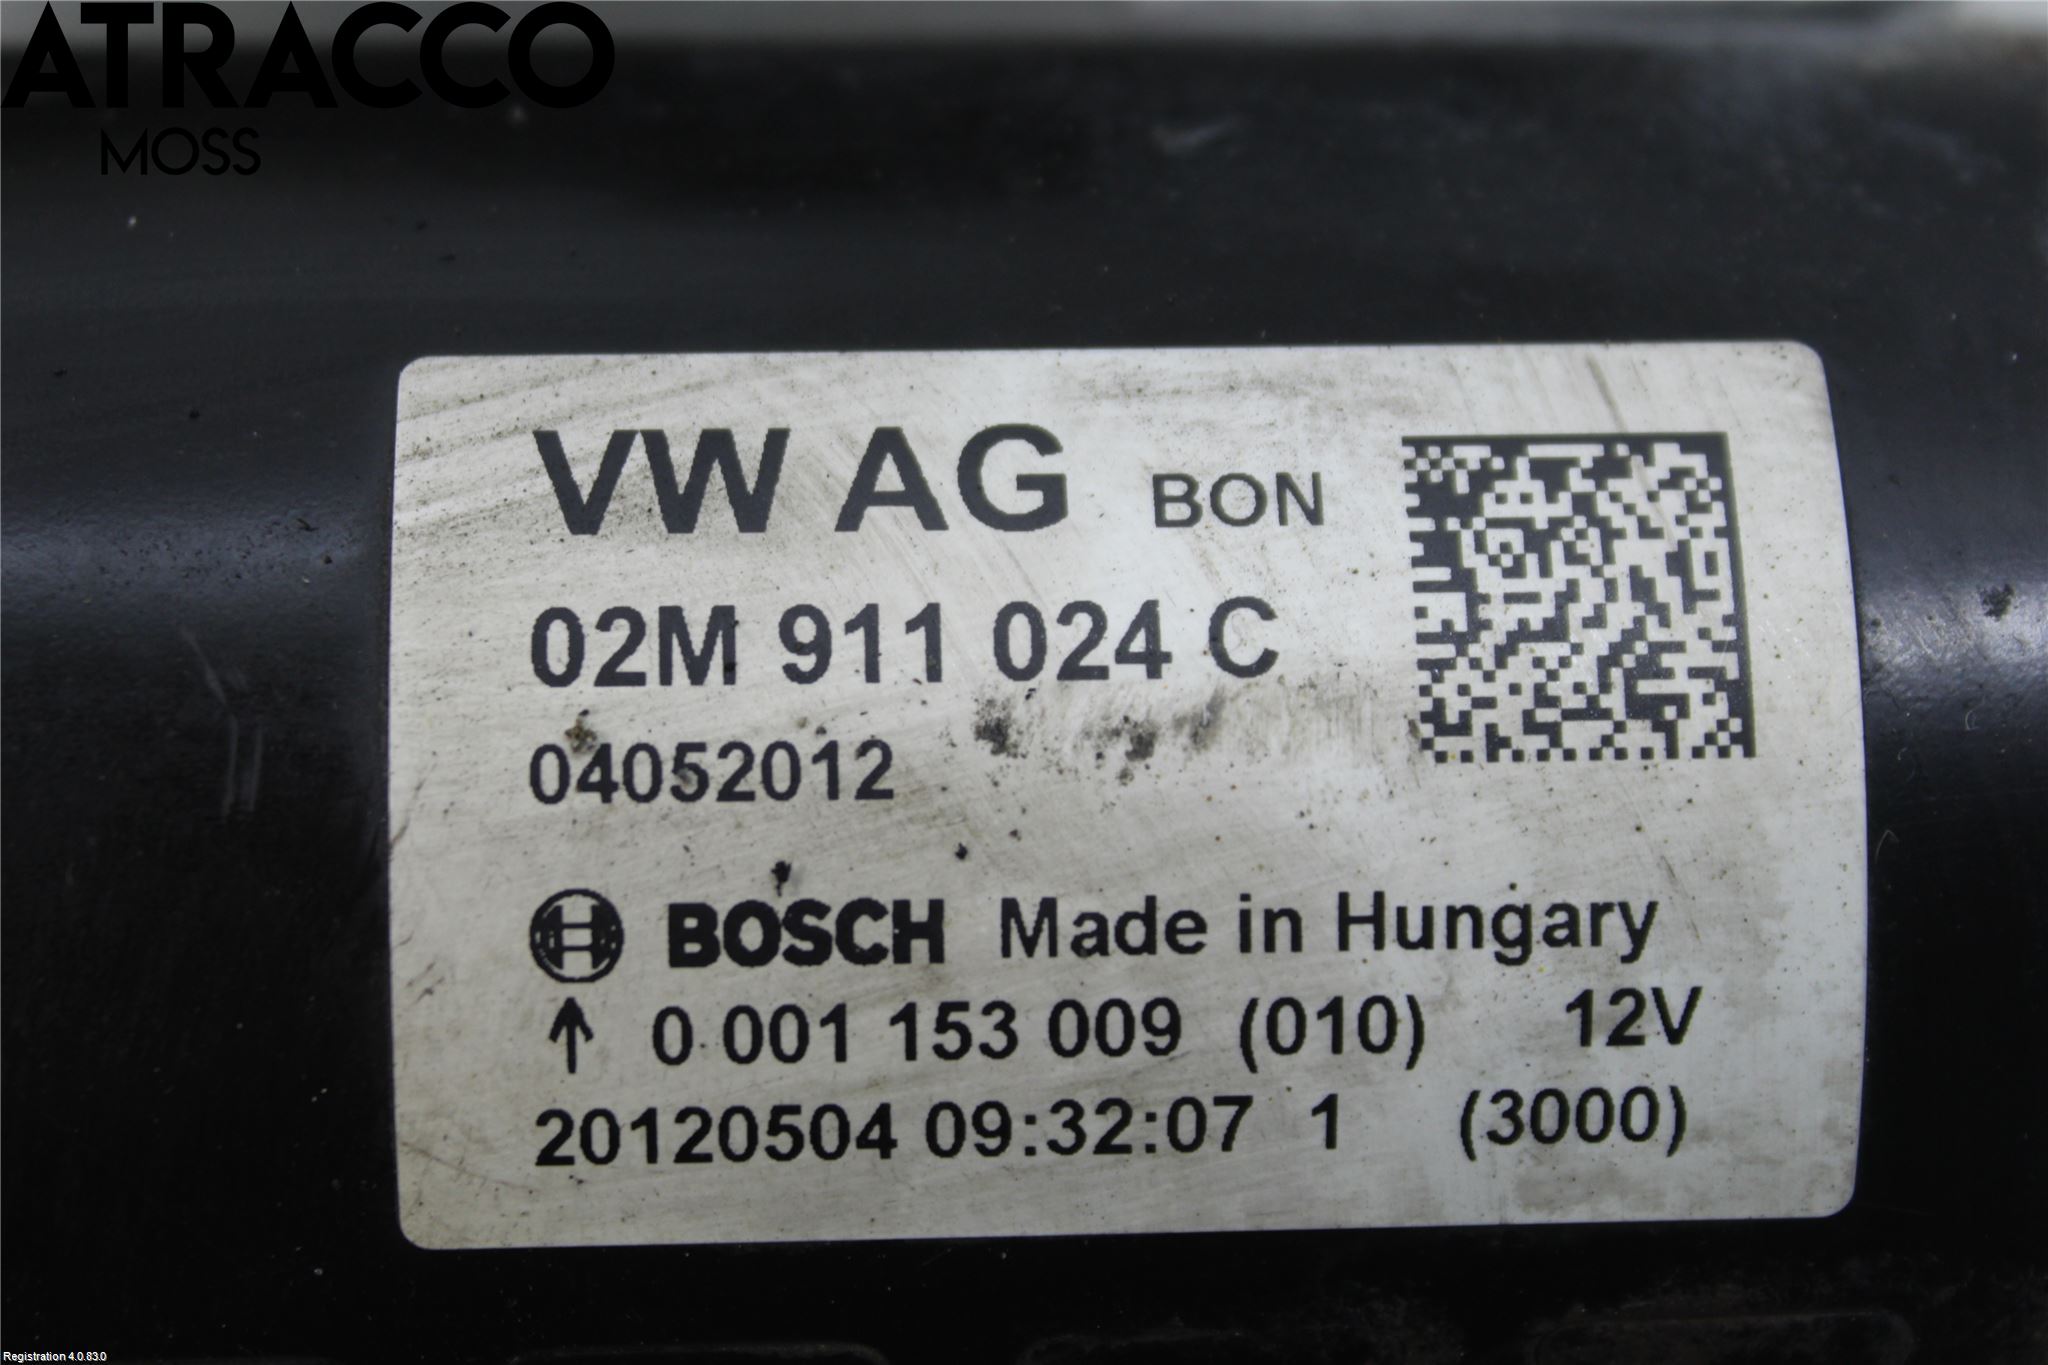 ATRACCO
MOSS
VW AG BON
02M 911 024 C
04052012
BOSCH Made in Hungary
↑ 0 001 153 009 (010) 12V
20120504 09:32:07 1 (3000)
Registration 4.0.83.0